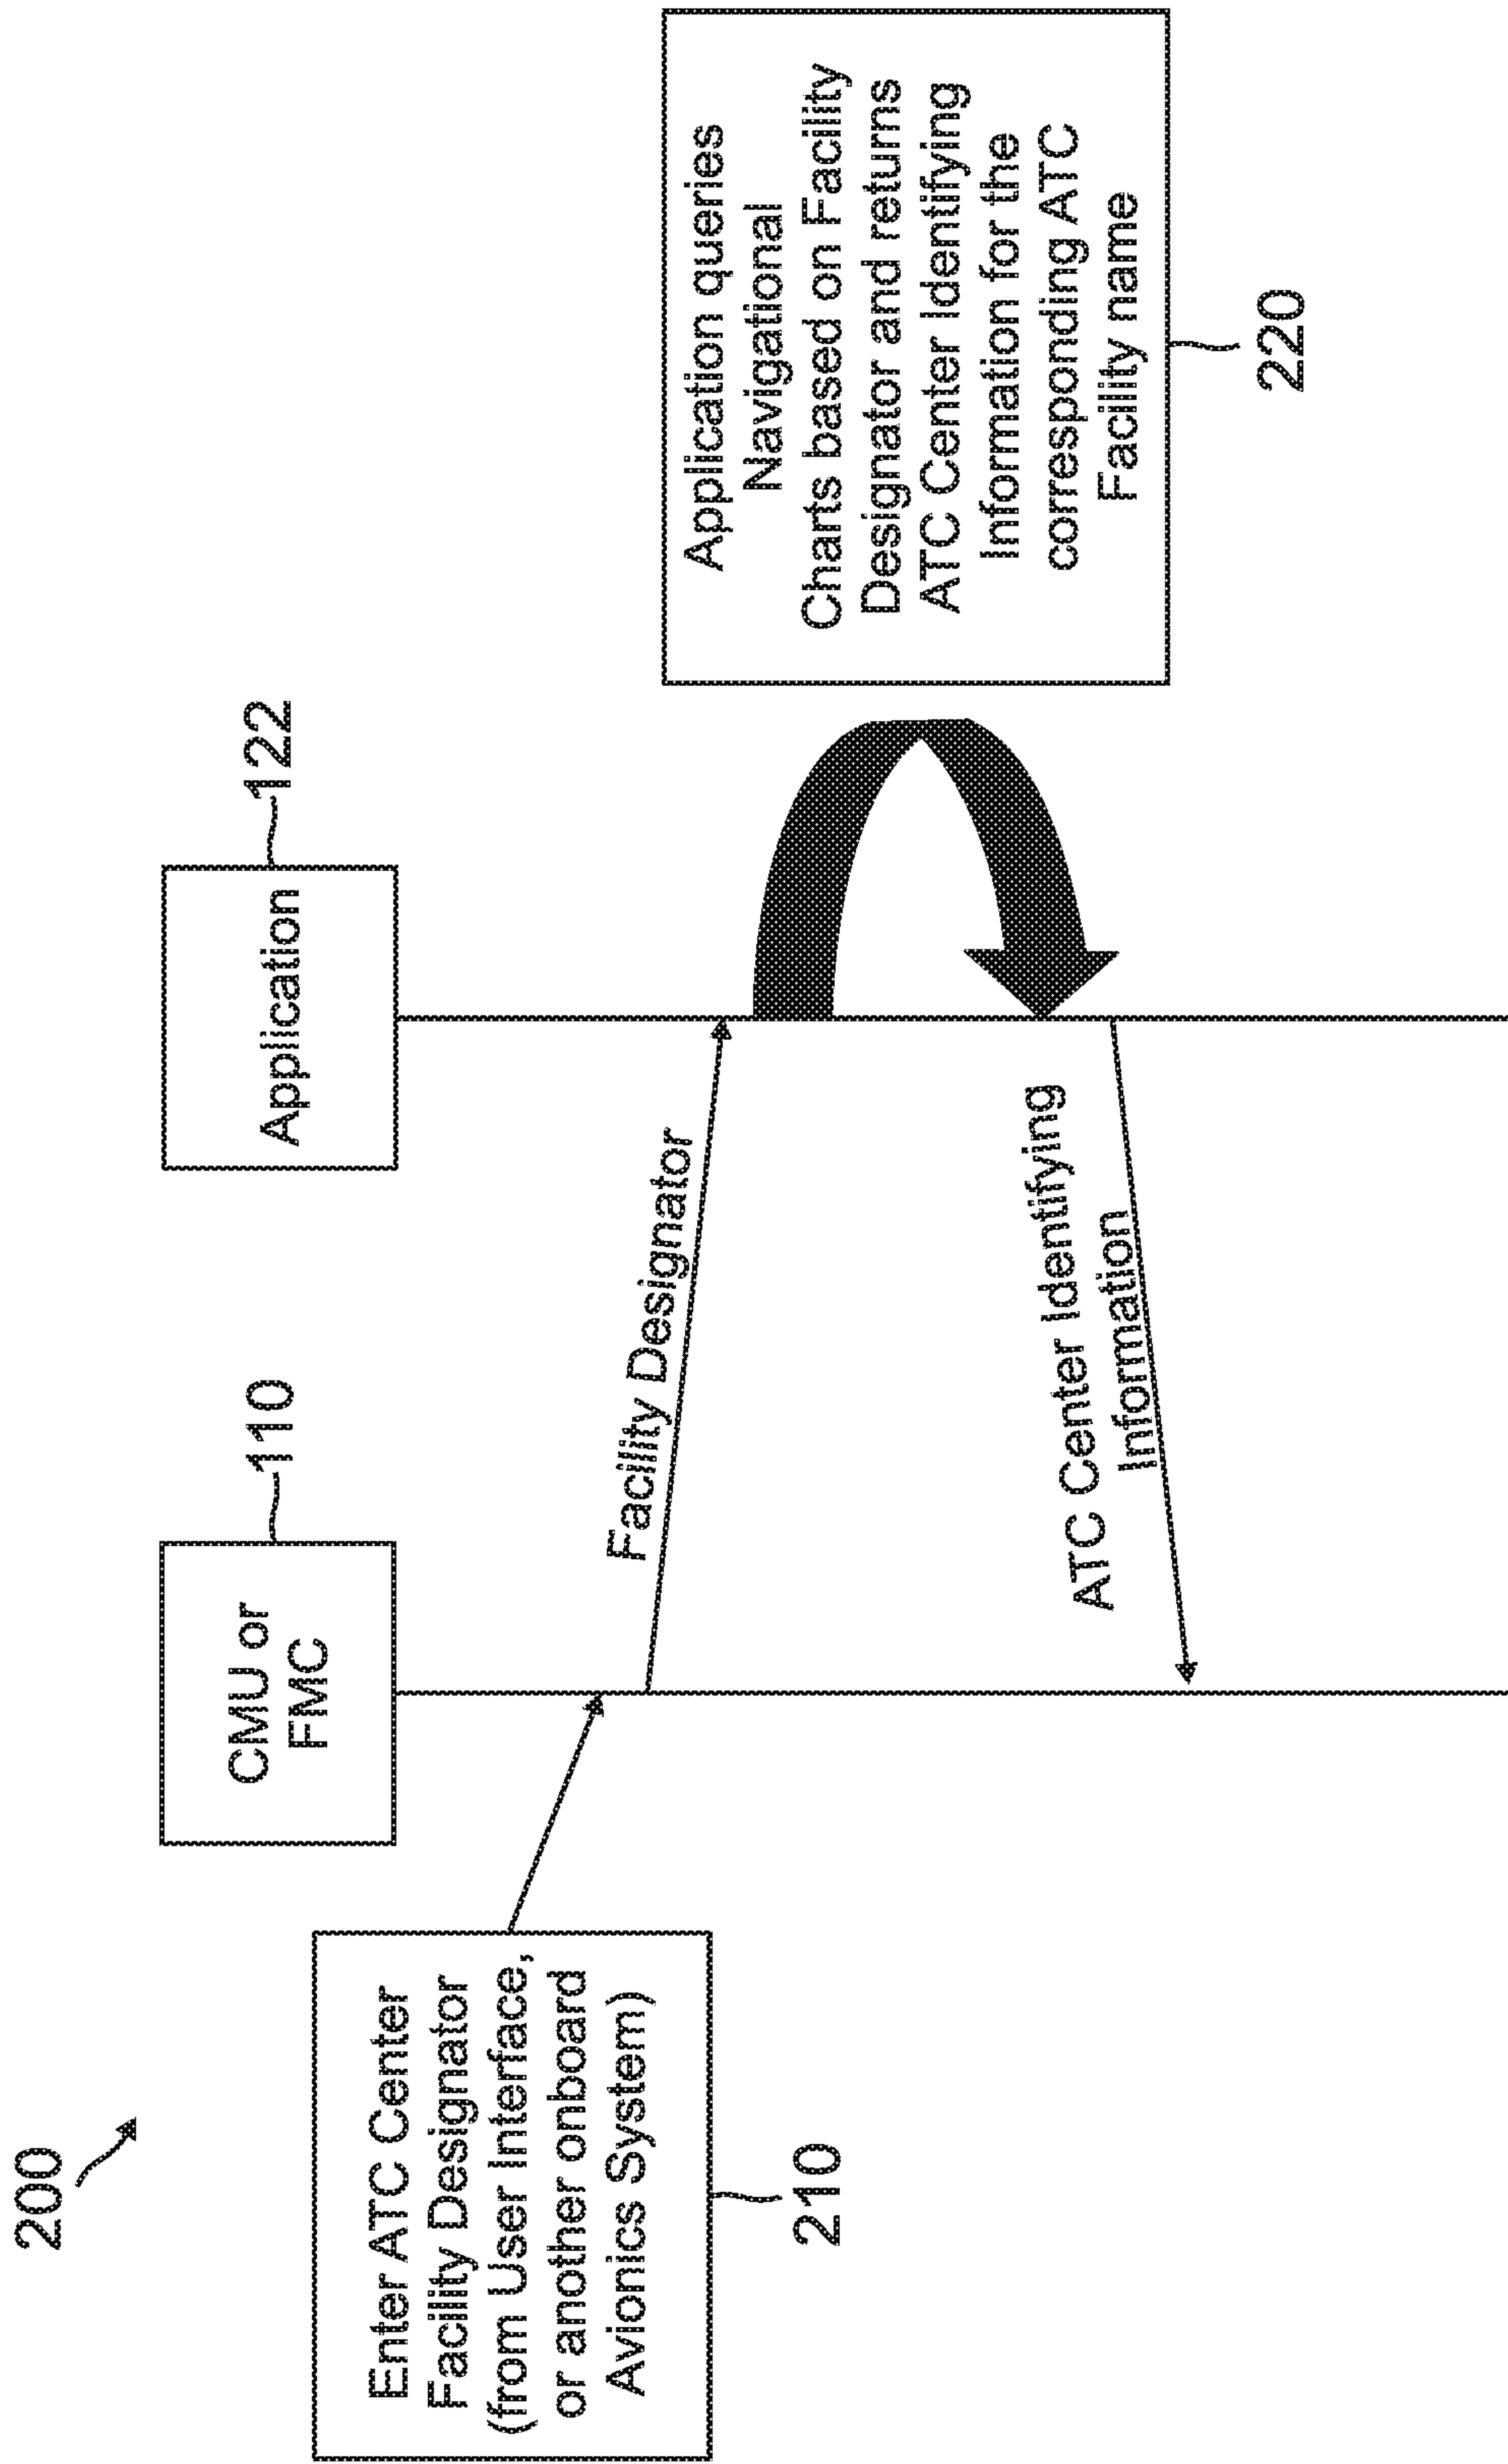 200
Enter ATC Center
Facility Designator
(from User Interface,
or another onboard
Avionics System)
210
CMU or
FMC
110
Facility Designator
ATC Center Identifying
Information
Application
122
Application queries
Navigational
Charts based on Facility
Designator and returns
ATC Center Identifying
Information for the
corresponding ATC
Facility name
220